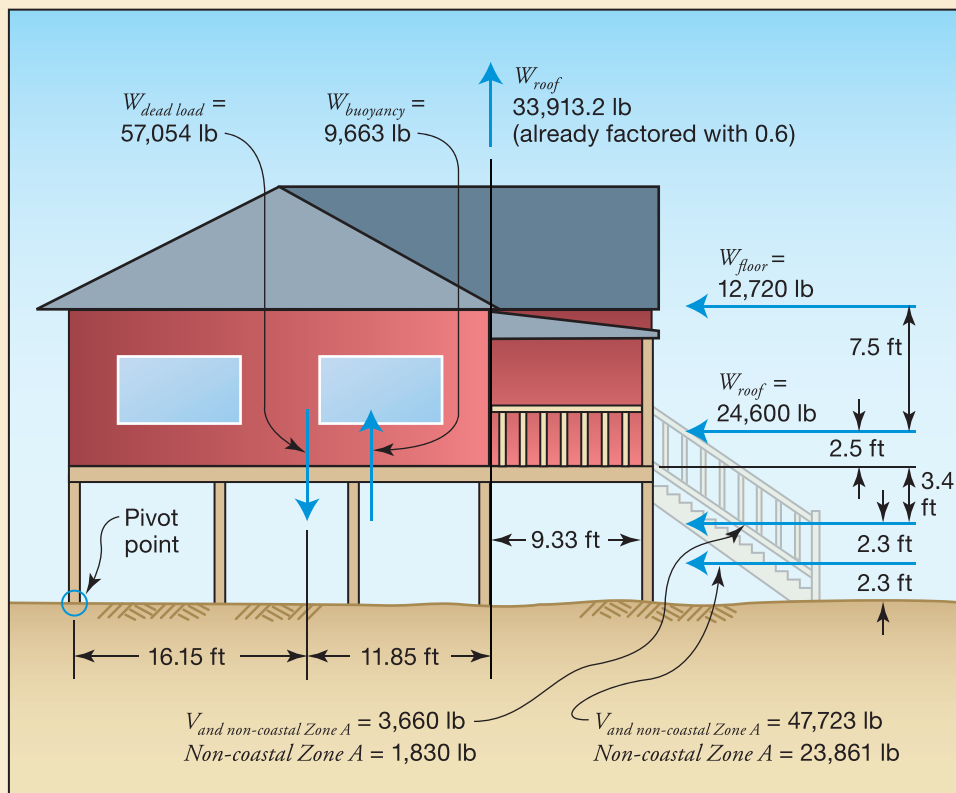 W_roof
33,913.2 lb
(already factored with 0.6)
W_dead load =
57,054 lb
W_buoyancy =
9,663 lb
W_floor =
12,720 lb
7.5 ft
W_roof =
24,600 lb
2.5 ft
3.4
ft
Pivot
point
9.33 ft
2.3 ft
2.3 ft
16.15 ft
11.85 ft
V_and non-coastal Zone A = 3,660 lb
Non-coastal Zone A = 1,830 lb
V_and non-coastal Zone A = 47,723 lb
Non-coastal Zone A = 23,861 lb